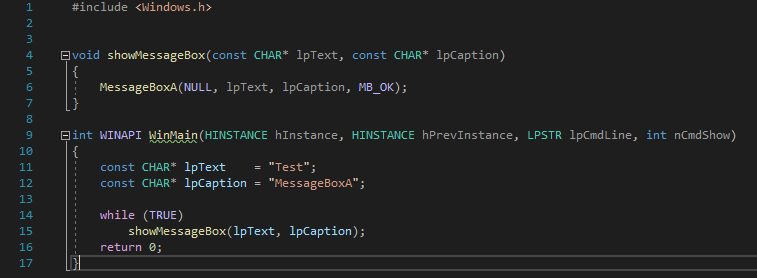 1 #include <Windows.h>
2
3
4 void showMessageBox(const CHAR* lpText, const CHAR* lpCaption)
5 {
6     MessageBoxA(NULL, lpText, lpCaption, MB_OK);
7 }
8
9 int WINAPI WinMain(HINSTANCE hInstance, HINSTANCE hPrevInstance, LPSTR lpCmdLine, int nCmdShow)
10 {
11     const CHAR* lpText    = "Test";
12     const CHAR* lpCaption = "MessageBoxA";
13
14     while (TRUE)
15         showMessageBox(lpText, lpCaption);
16     return 0;
17 }